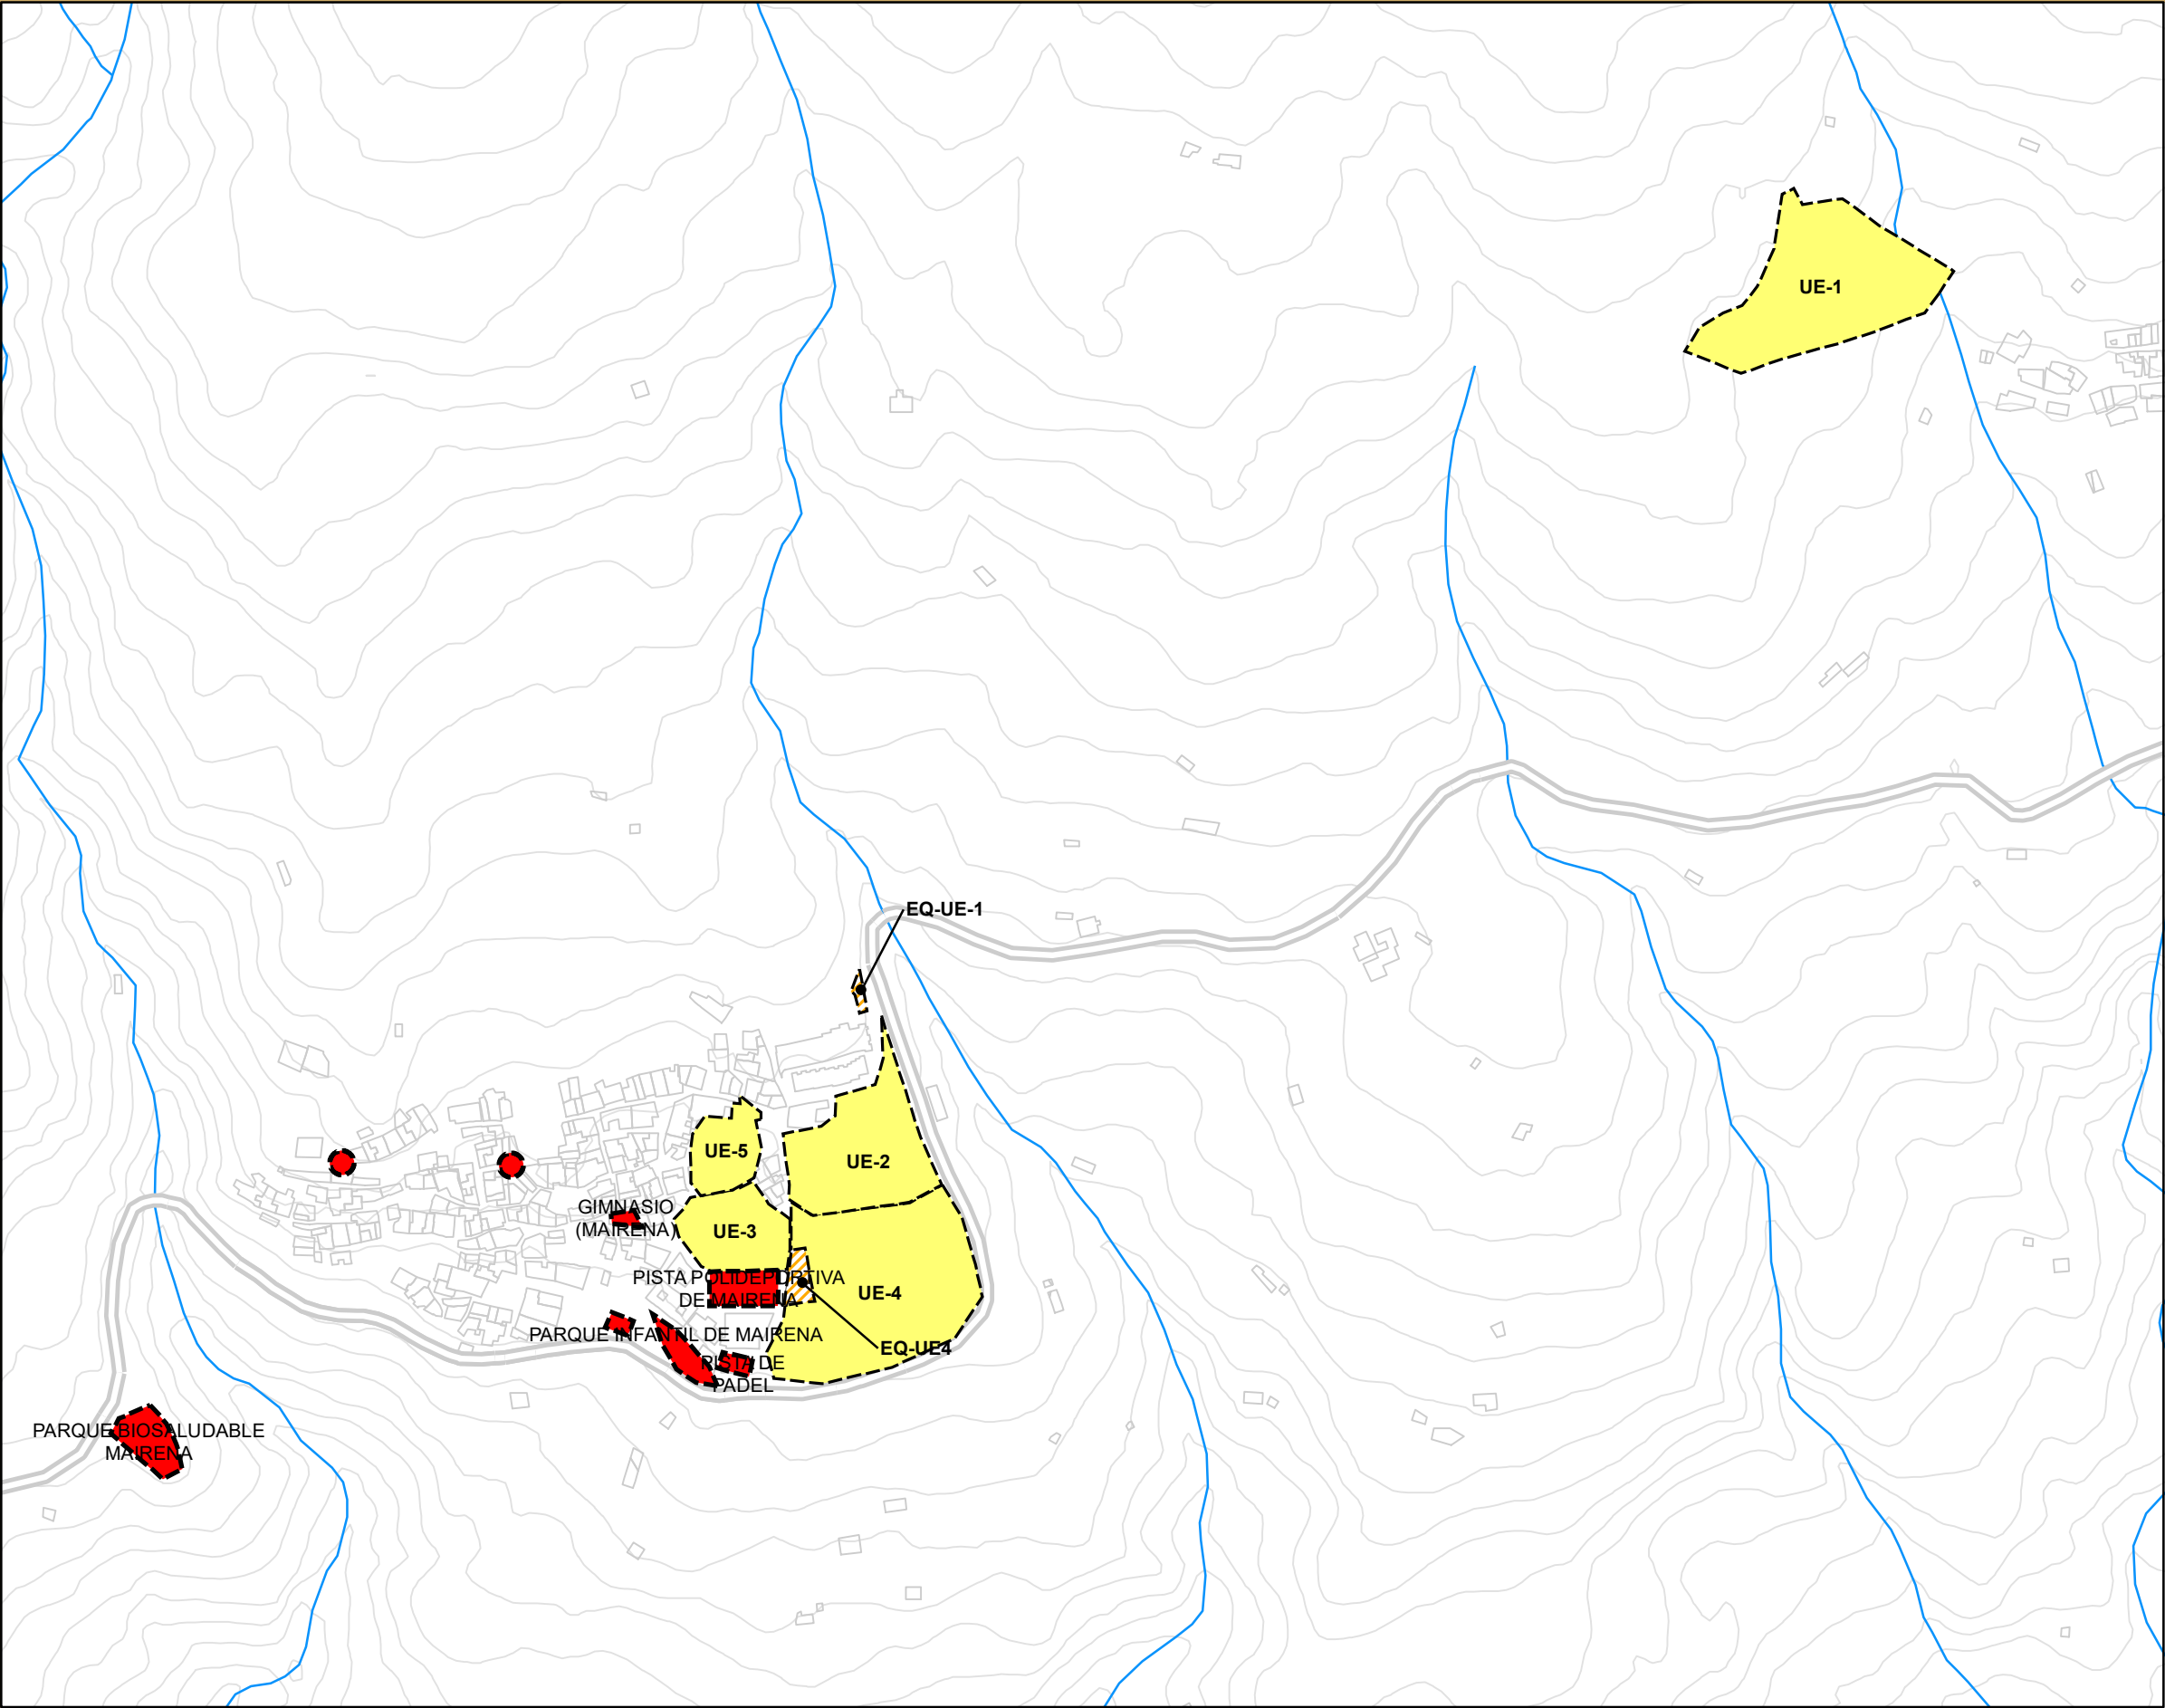 UE-1
EQ-UE-1
UE-5
UE-2
GIMNASIO
(MAIRENA)
UE-3
PISTA POLIDEPORTIVA
DE MAIRENA
UE-4
PARQUE INFANTIL DE MAIRENA
EQ-UE4
PISTA DE
PADEL
PARQUE BIOSALUDABLE
MAIRENA